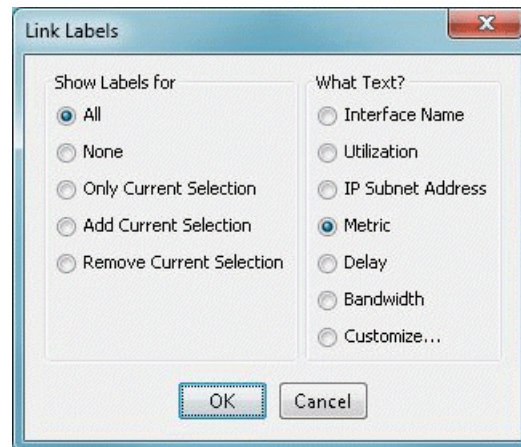 Link Labels
Show Labels for
All
None
Only Current Selection
Add Current Selection
Remove Current Selection
What Text?
Interface Name
Utilization
IP Subnet Address
Metric
Delay
Bandwidth
Customize...
OK
Cancel